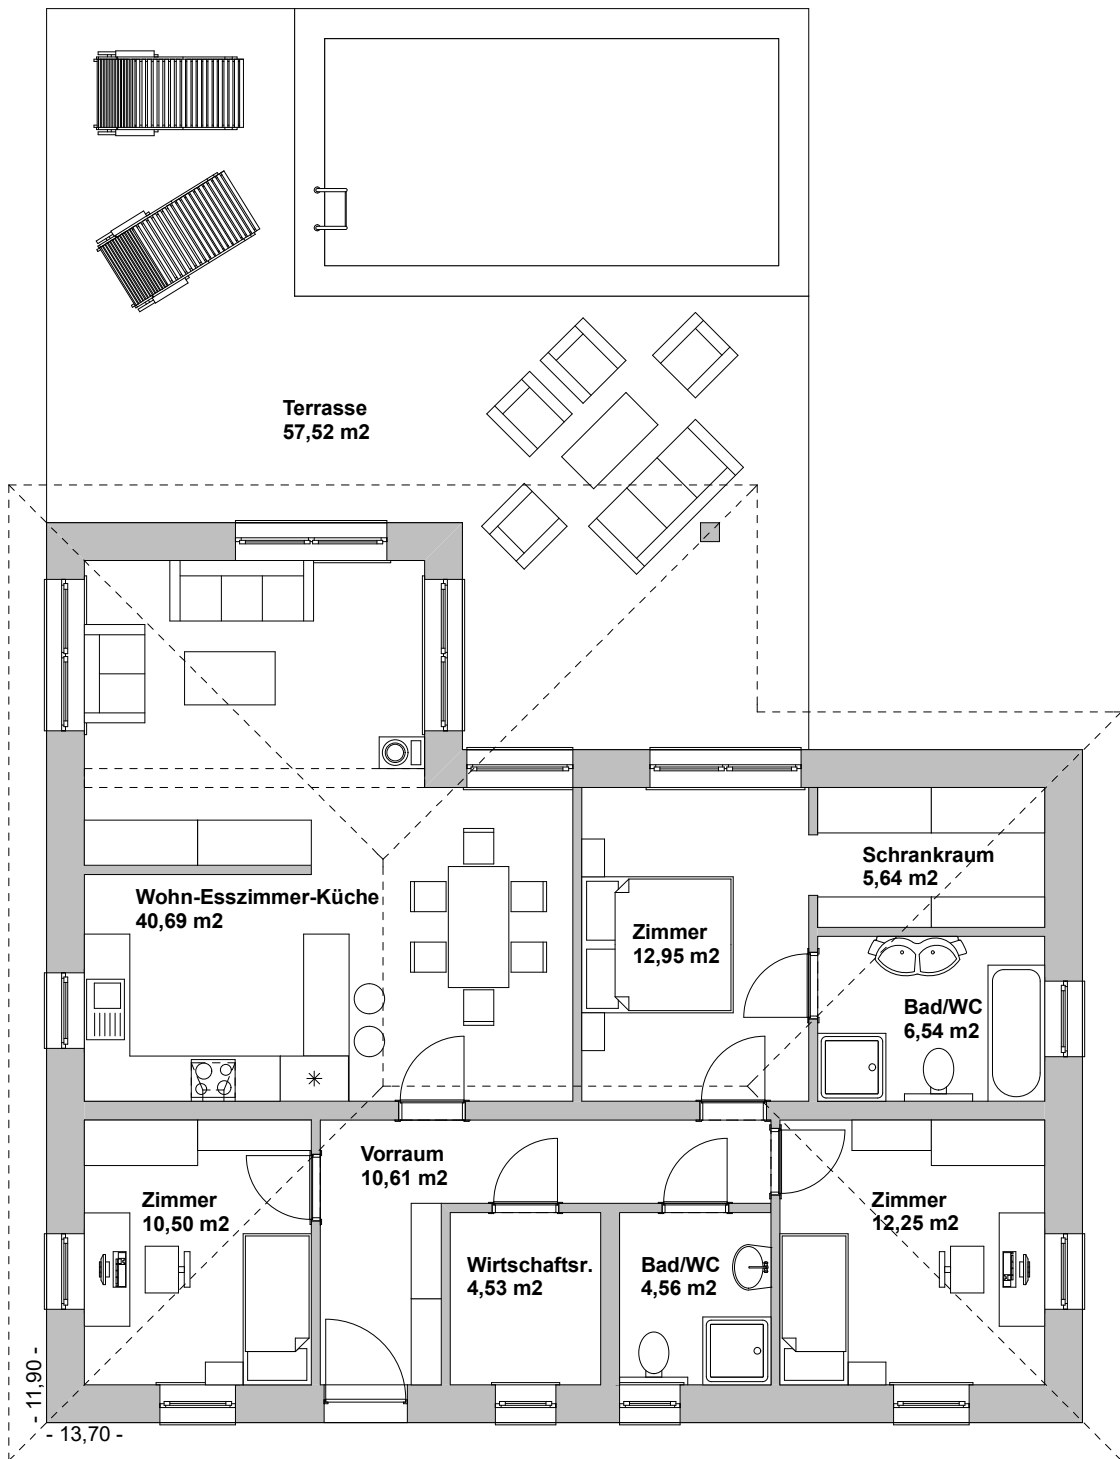 Terrasse
57,52 m2
Wohn-Esszimmer-Küche
40,69 m2
Schrankraum
5,64 m2
Zimmer
12,95 m2
Bad/WC
6,54 m2
Vorraum
10,61 m2
Zimmer
10,50 m2
Zimmer
12,25 m2
Wirtschaftsr.
4,53 m2
Bad/WC
4,56 m2
- 11,90 -
- 13,70 -